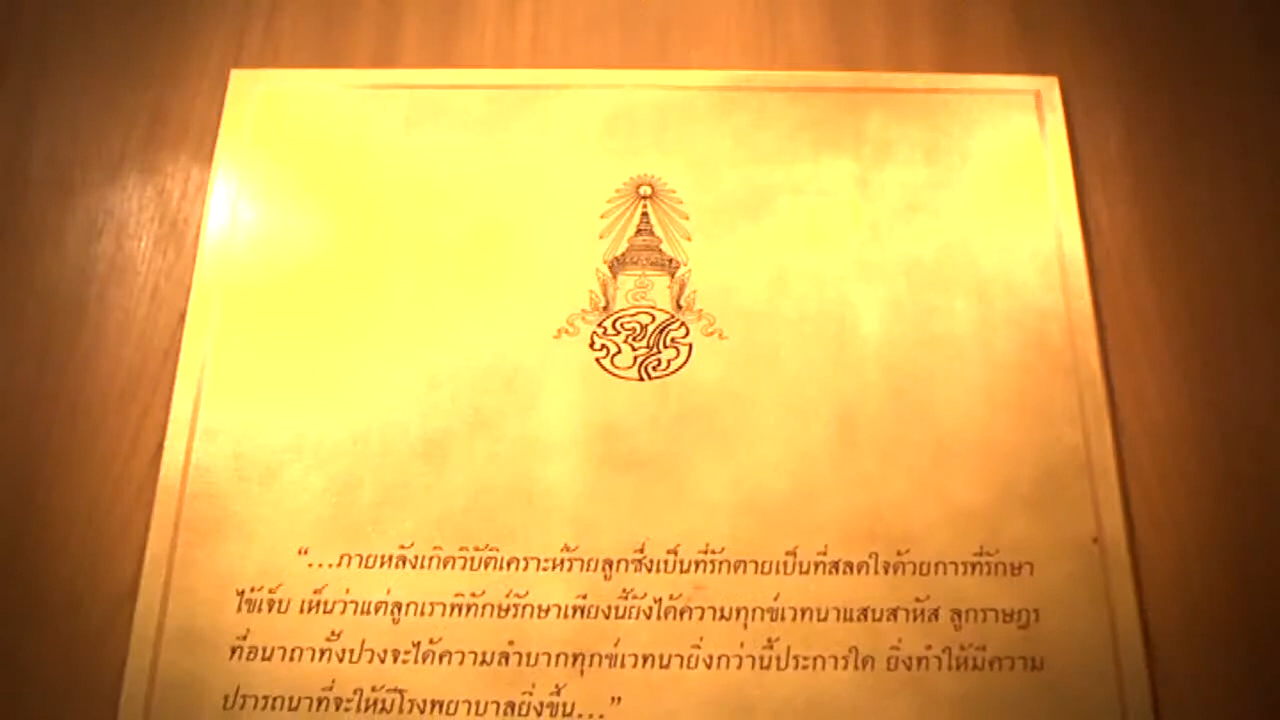 “...ภายหลังเกิดวิบัติเคราะห์ร้ายลูกซึ่งเป็นที่รักตายเป็นที่สลดใจด้วยการที่รักษา
ไข้เจ็บ เห็นว่าแต่ลูกเราพิทักษ์รักษาเพียงนี้ยังได้ความทุกข์เวทนาแสนสาหัส ลูกราษฎร
ที่อนาถาทั้งปวงจะได้ความลำบากทุกข์เวทนายิ่งกว่านี้ประการใด ยิ่งทำให้มีความ
ปรารถนาที่จะให้มีโรงพยาบาลยิ่งขึ้น...”